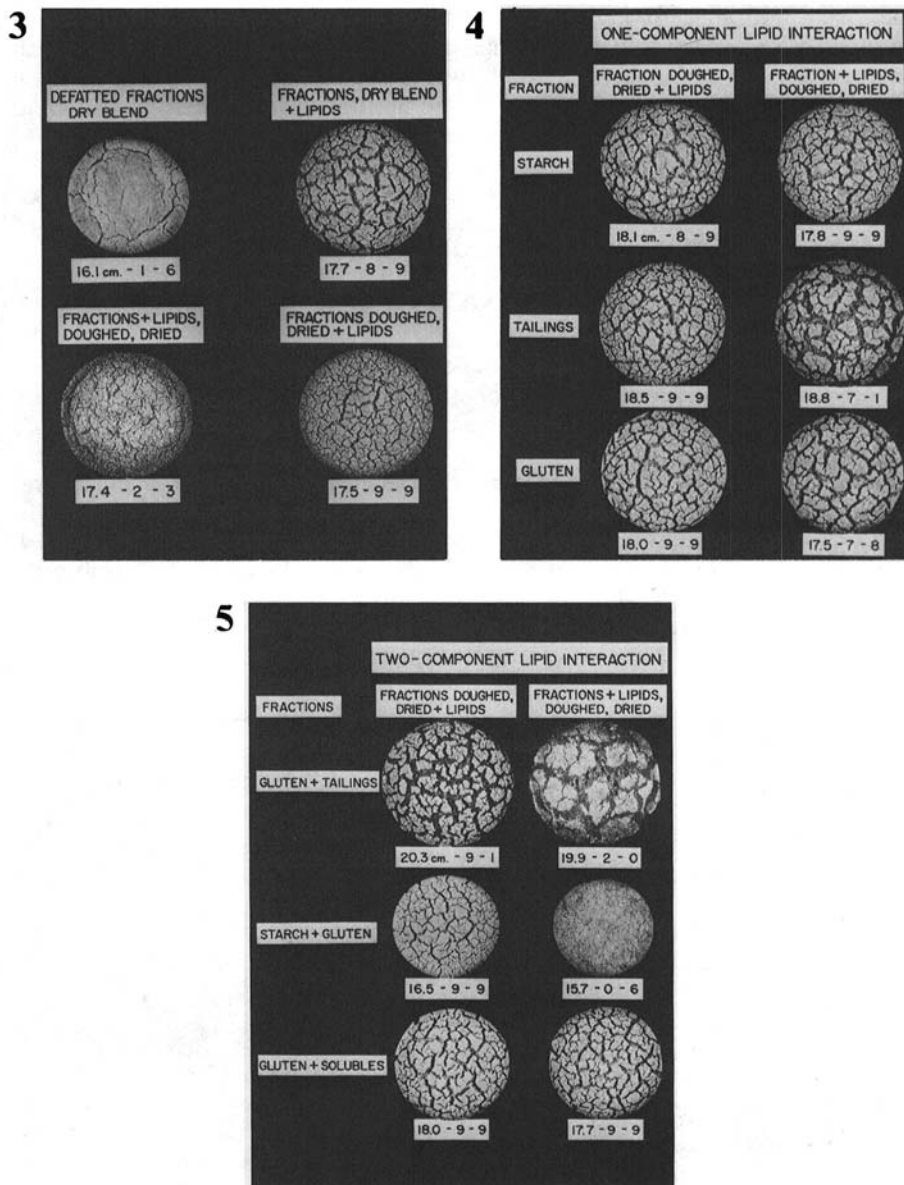 3
DEFATTED FRACTIONS
DRY BLEND
FRACTIONS, DRY BLEND
+LIPIDS
16.1 cm. - 1 - 6
17.7 - 8 - 9
FRACTIONS+LIPIDS,
DOUGHED, DRIED
FRACTIONS DOUGHED,
DRIED + LIPIDS
17.4 - 2 - 3
17.5 - 9 - 9
4
ONE-COMPONENT LIPID INTERACTION
FRACTION
FRACTION DOUGHED,
DRIED + LIPIDS
FRACTION + LIPIDS,
DOUGHED, DRIED
STARCH
18.1 cm. - 8 - 9
17.8 - 9 - 9
TAILINGS
18.5 - 9 - 9
18.8 - 7 - 1
GLUTEN
18.0 - 9 - 9
17.5 - 7 - 8
5
TWO-COMPONENT LIPID INTERACTION
FRACTIONS
FRACTIONS DOUGHED,
DRIED + LIPIDS
FRACTIONS + LIPIDS,
DOUGHED, DRIED
GLUTEN + TAILINGS
20.3 cm. - 9 - 1
19.9 - 2 - 0
STARCH + GLUTEN
16.5 - 9 - 9
15.7 - 0 - 6
GLUTEN + SOLUBLES
18.0 - 9 - 9
17.7 - 9 - 9